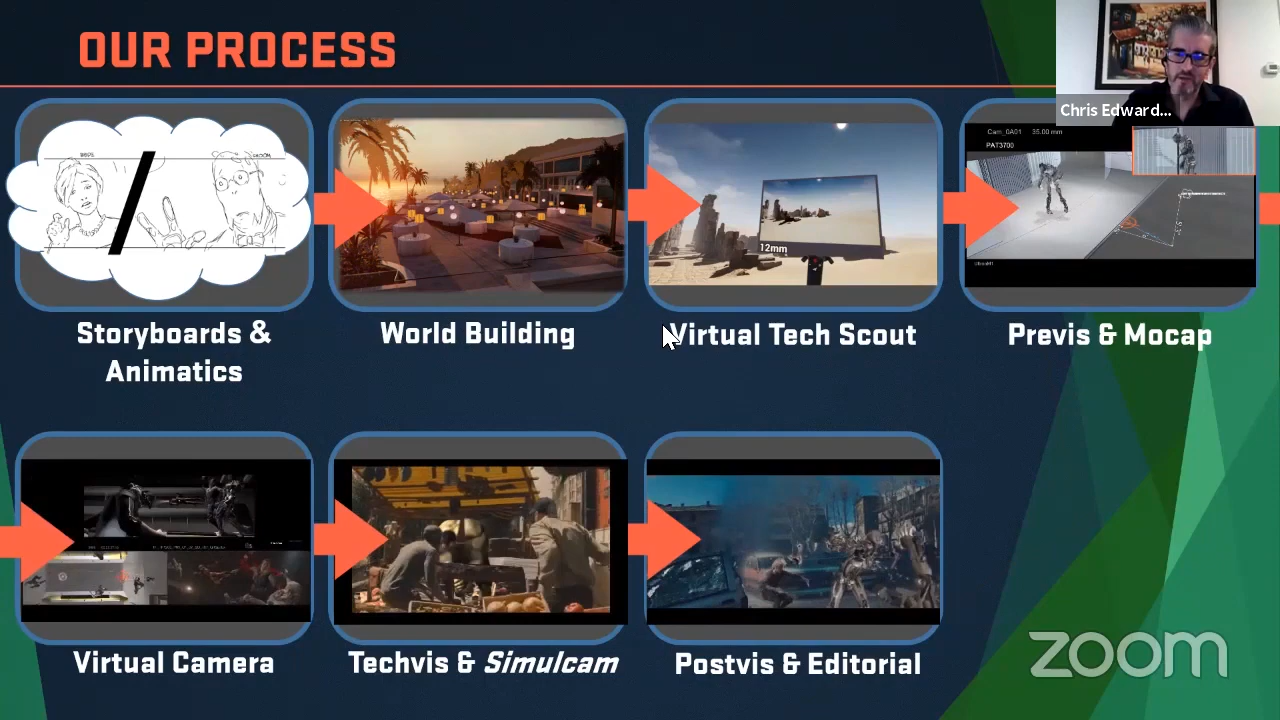 OUR PROCESS
Chris Edward...
Cam_0A01 35.00 mm
PAT3700
12mm
Storyboards &
Animatics
World Building
Virtual Tech Scout
Previs & Mocap
Virtual Camera
Techvis & Simulcam
Postvis & Editorial
zoom